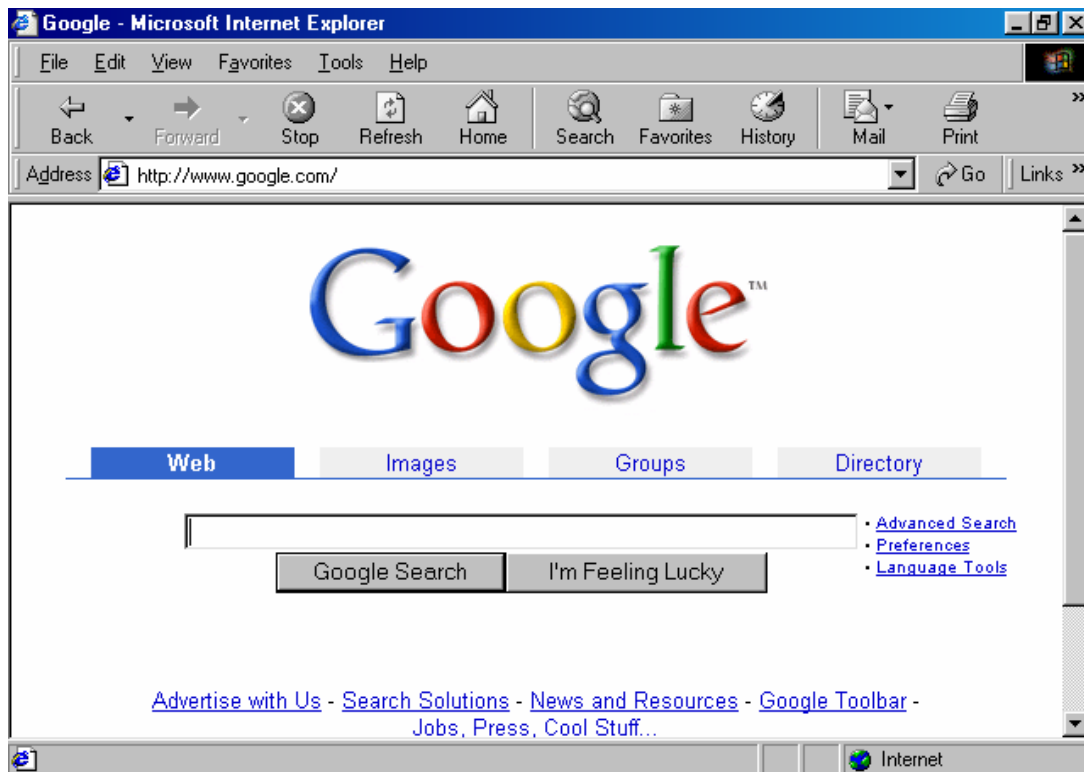 Google - Microsoft Internet Explorer
File Edit View Favorites Tools Help
Back Forward Stop Refresh Home Search Favorites History Mail Print
Address http://www.google.com/ Go Links
Google™
Web Images Groups Directory
• Advanced Search
• Preferences
• Language Tools
Google Search I'm Feeling Lucky
Advertise with Us - Search Solutions - News and Resources - Google Toolbar -
Jobs, Press, Cool Stuff...
Internet